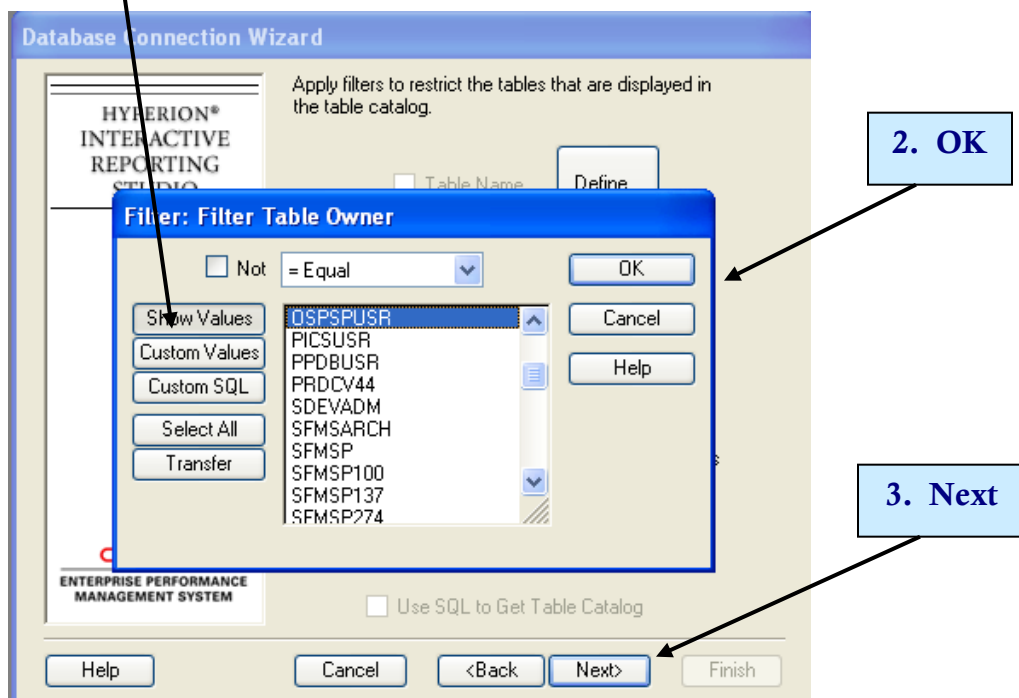 Database Connection Wizard
Apply filters to restrict the tables that are displayed in
the table catalog.
HYPERION®
INTERACTIVE
REPORTING
STUDIO
Table Name
Define
2. OK
Filter: Filter Table Owner
Not
= Equal
OK
Show Values
Custom Values
Custom SQL
Select All
Transfer
OSPSPUSR
PICSUSR
PPDBUSR
PRDCV44
SDEVADM
SFMSARCH
SFMSP
SFMSP100
SFMSP137
SFMSP274
Cancel
Help
3. Next
ENTERPRISE PERFORMANCE
MANAGEMENT SYSTEM
Use SQL to Get Table Catalog
Help
Cancel
<Back
Next>
Finish